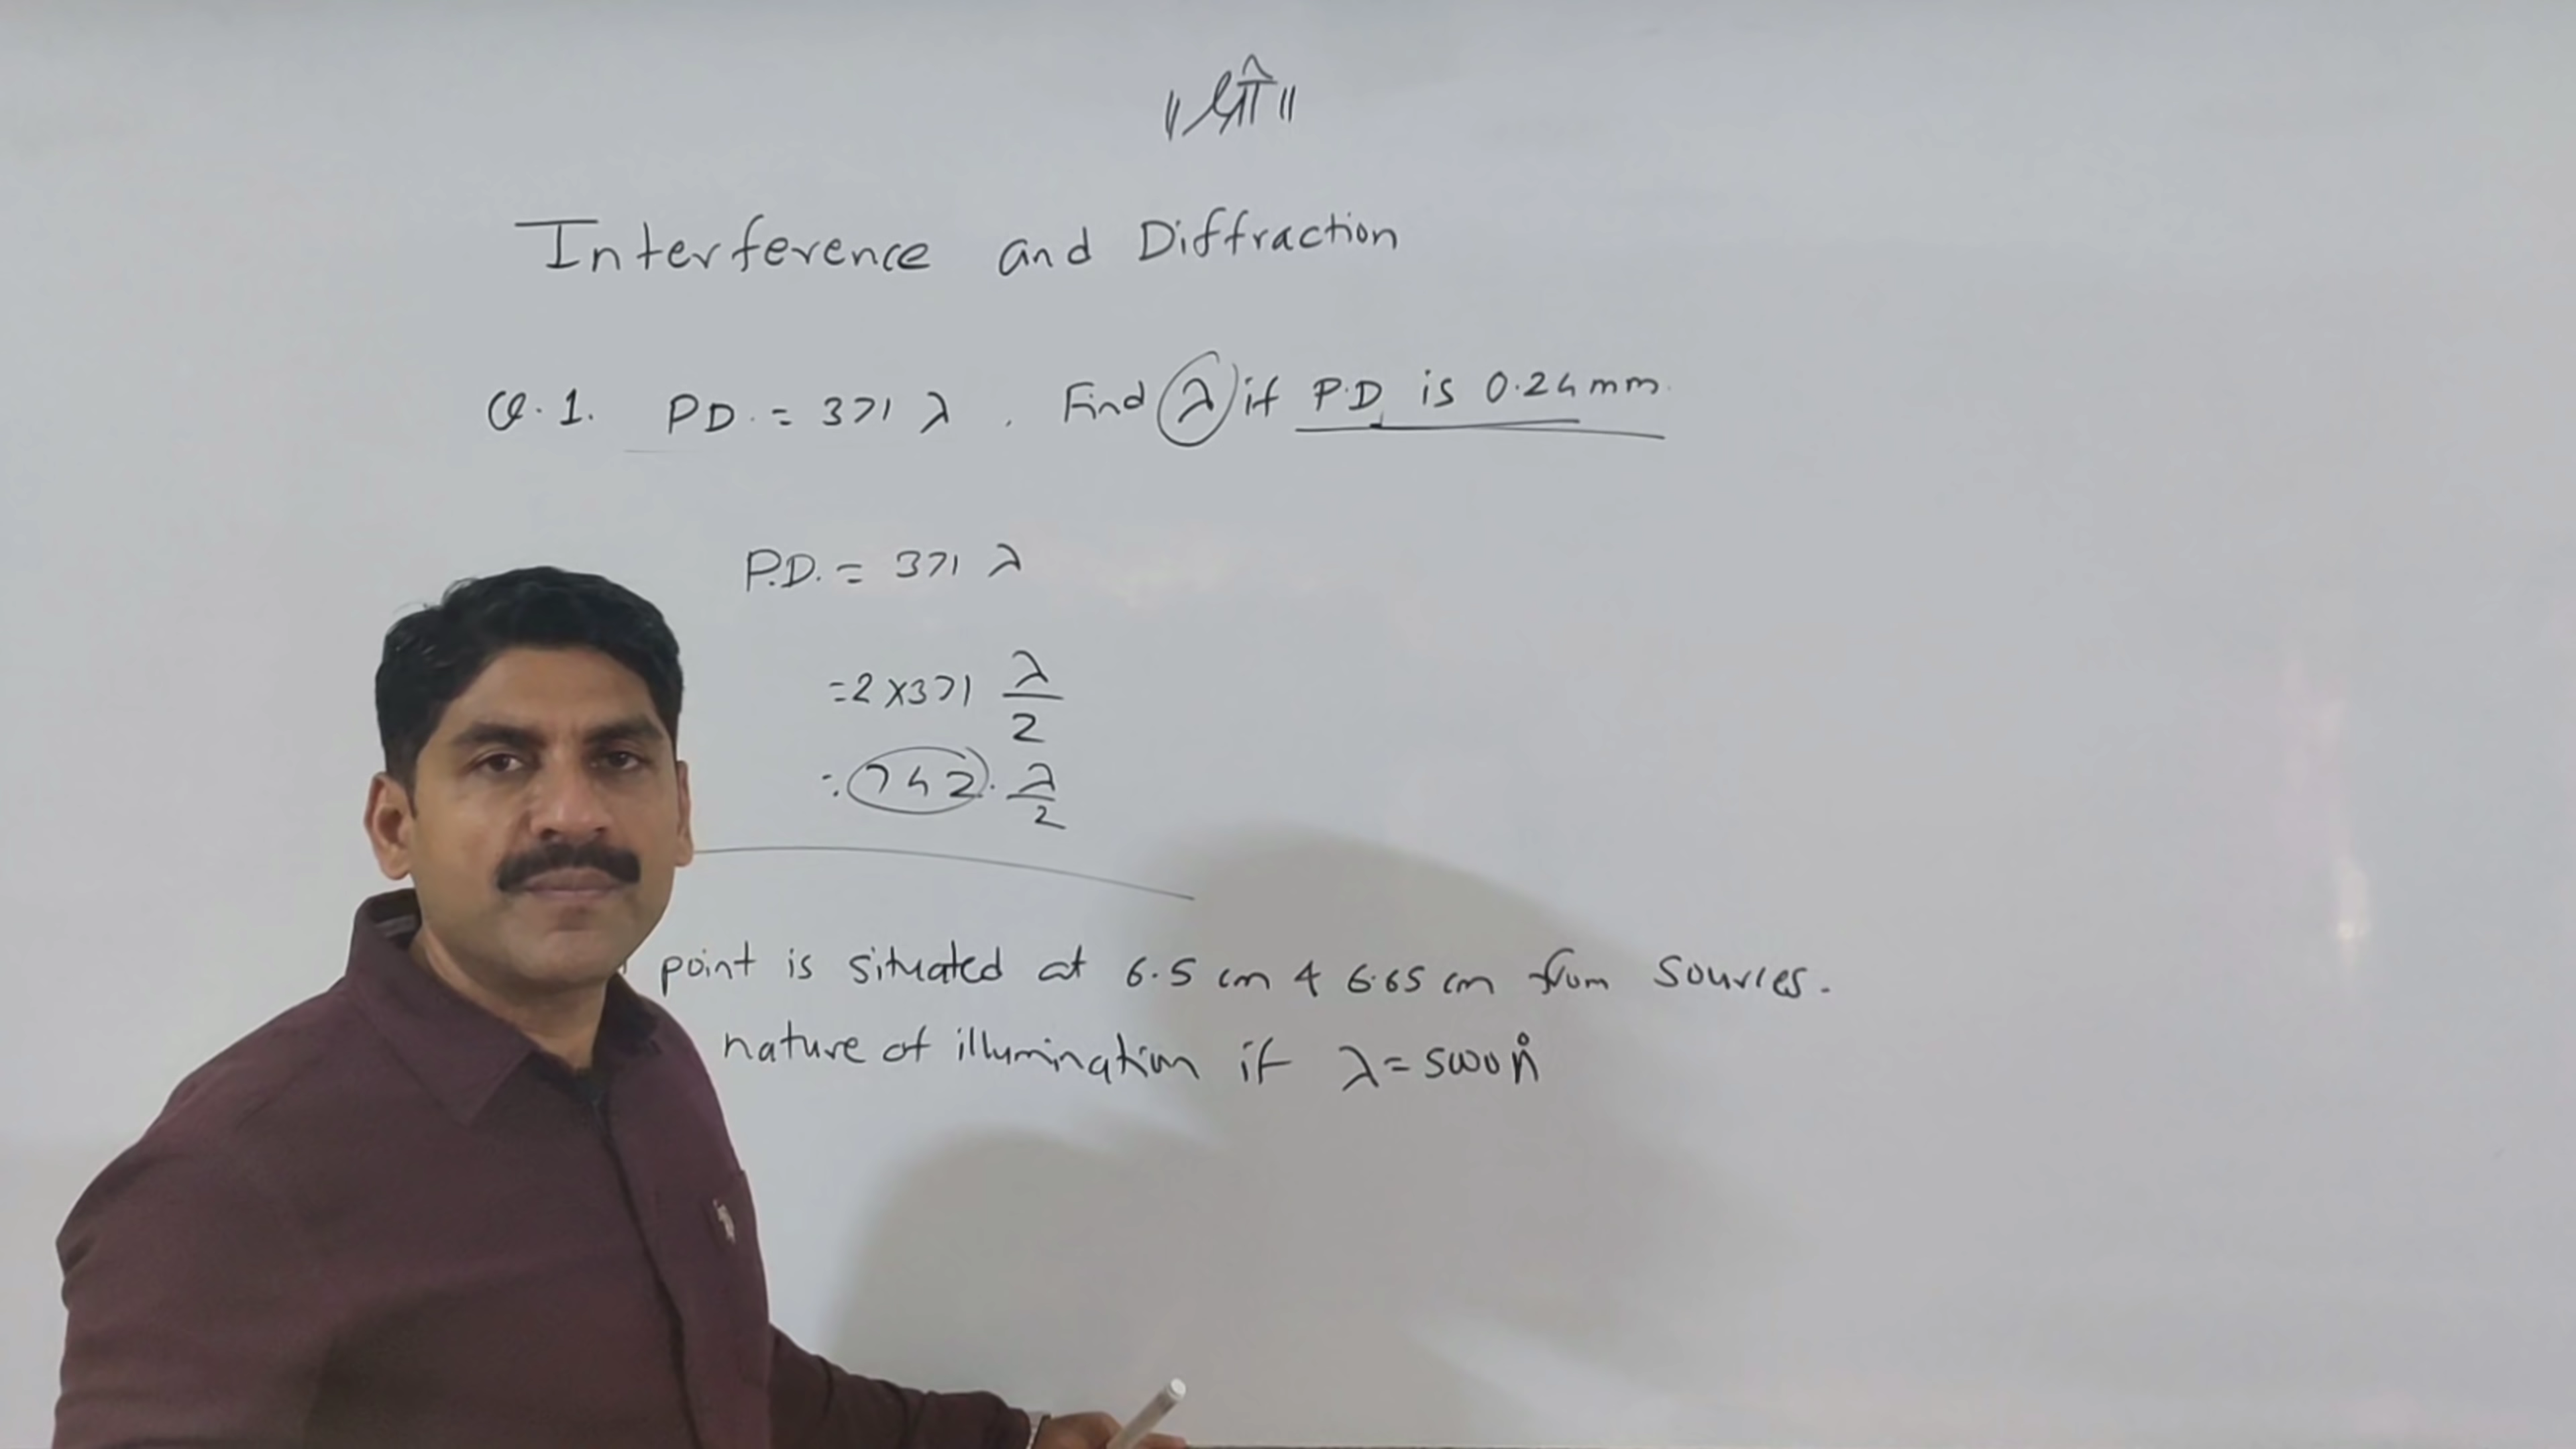 ॥ श्री ॥
Interference and Diffraction
Q.1. PD. = 371 λ . Find λ if P.D is 0.24 mm.
P.D. = 371 λ
= 2 × 371 λ/2
= 742 . λ/2
point is situated at 6.5 cm & 6.65 cm from sources.
nature of illumination if λ = 5000 Å